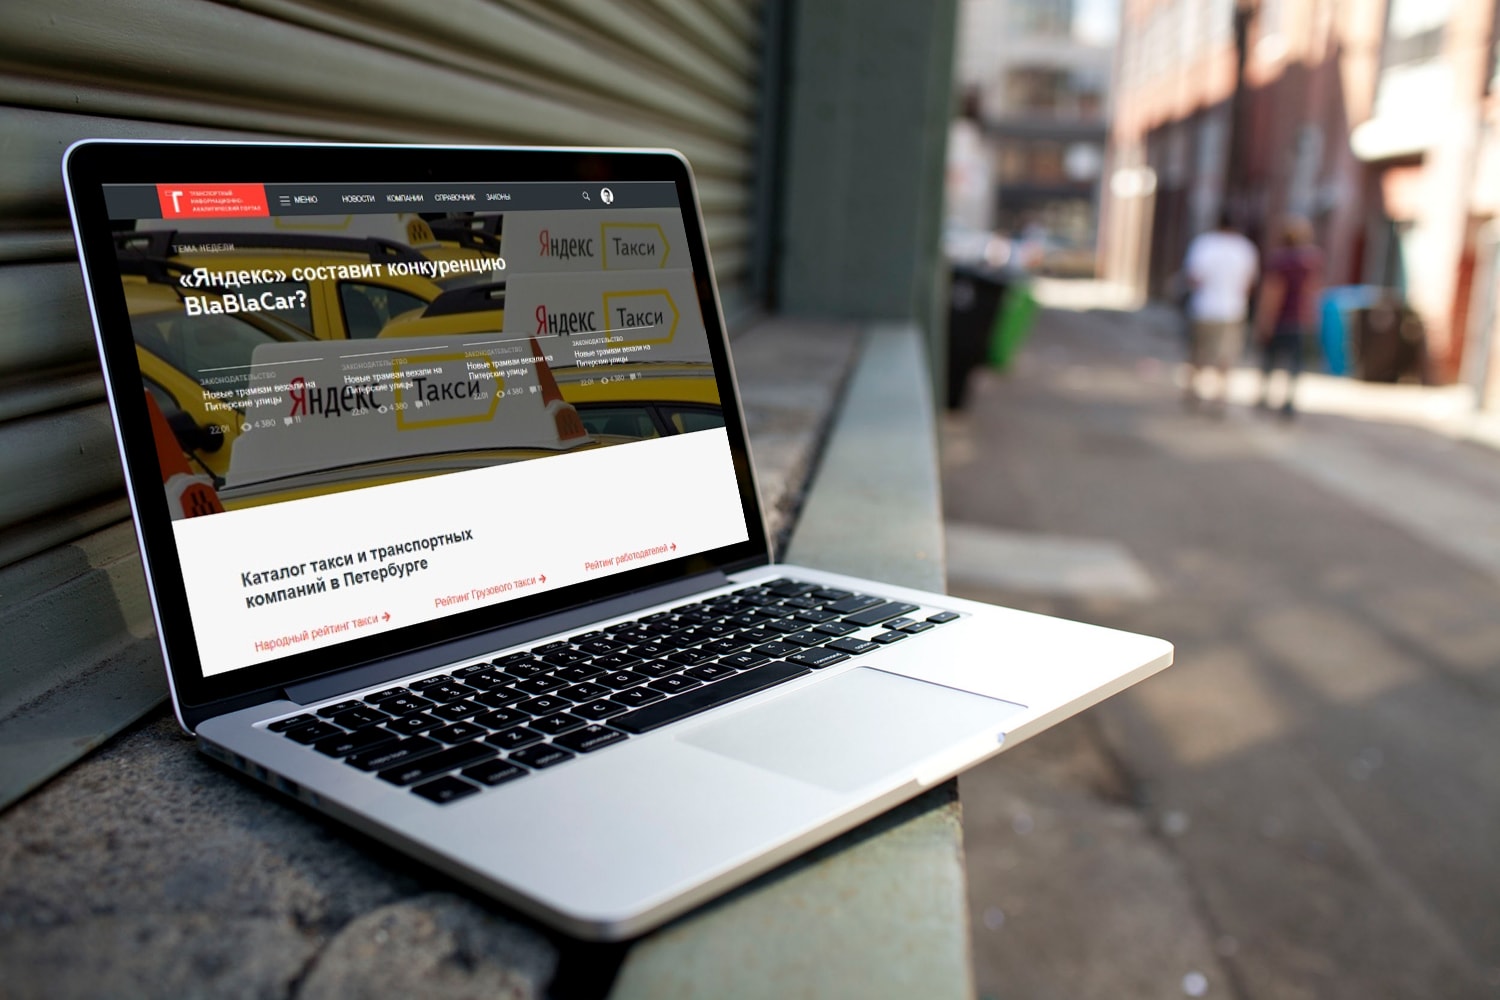 ТРАНСПОРТНЫЙ
ИНФОРМАЦИОННО-
АНАЛИТИЧЕСКИЙ ПОРТАЛ
МЕНЮ
НОВОСТИ КОМПАНИИ СПРАВОЧНИК ЗАКОНЫ
ТЕМА НЕДЕЛИ
«Яндекс» составит конкуренцию
BlaBlaCar?
Яндекс Такси
Яндекс Такси
Яндекс Такси
ЗАКОНОДАТЕЛЬСТВО
Новые трамваи вехали на
Питерские улицы
22.01 4 380 11
ЗАКОНОДАТЕЛЬСТВО
Новые трамваи вехали на
Питерские улицы
22.01 4 380 11
ЗАКОНОДАТЕЛЬСТВО
Новые трамваи вехали на
Питерские улицы
22.01 4 380 11
ЗАКОНОДАТЕЛЬСТВО
Новые трамваи вехали на
Питерские улицы
22.01 4 380 11
Каталог такси и транспортных
компаний в Петербурге
Народный рейтинг такси
Рейтинг Грузового такси
Рейтинг работодателей